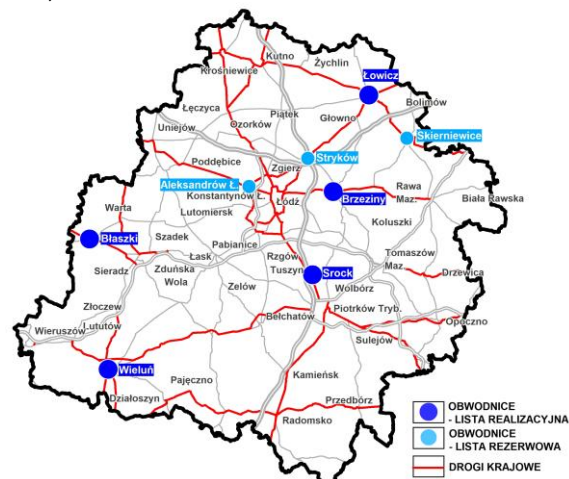 Kutno
Żychlin
Krośniewice
Łowicz
Łęczyca
Piątek
Bolimów
Uniejów
Ozorków
Głowno
Skierniewice
Stryków
Poddębice
Zgierz
Aleksandrów Ł.
Konstantynów Ł.
Łódź
Brzeziny
Rawa
Maz.
Biała Rawska
Warta
Lutomiersk
Koluszki
Błaszki
Szadek
Pabianice
Łask
Rzgów
Tomaszów
Maz.
Sieradz
Zduńska
Wola
Tuszyn
Srock
Drzewica
Złoczew
Zelów
Wolbórz
Wieruszów
Lututów
Bełchatów
Piotrków Tryb.
Opoczno
Sulejów
Wieluń
Pajęczno
Kamieńsk
Działoszyn
Przedbórz
Radomsko
OBWODNICE
- LISTA REALIZACYJNA
OBWODNICE
- LISTA REZERWOWA
DROGI KRAJOWE